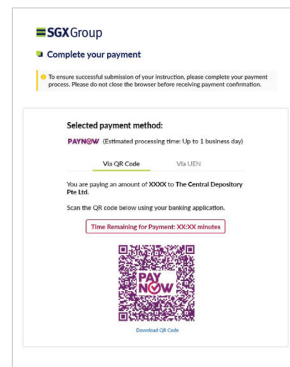 SGX Group
Complete your payment
To ensure successful submission of your instruction, please complete your payment
process. Please do not close the browser before receiving payment confirmation.
Selected payment method:
PAYNOW (Estimated processing time: Up to 1 business day)
Via QR Code Via UEN
You are paying an amount of XXXX to The Central Depository
Pte Ltd.
Scan the QR code below using your banking application.
Time Remaining for Payment: XX:XX minutes
PAY
NOW
Download QR Code